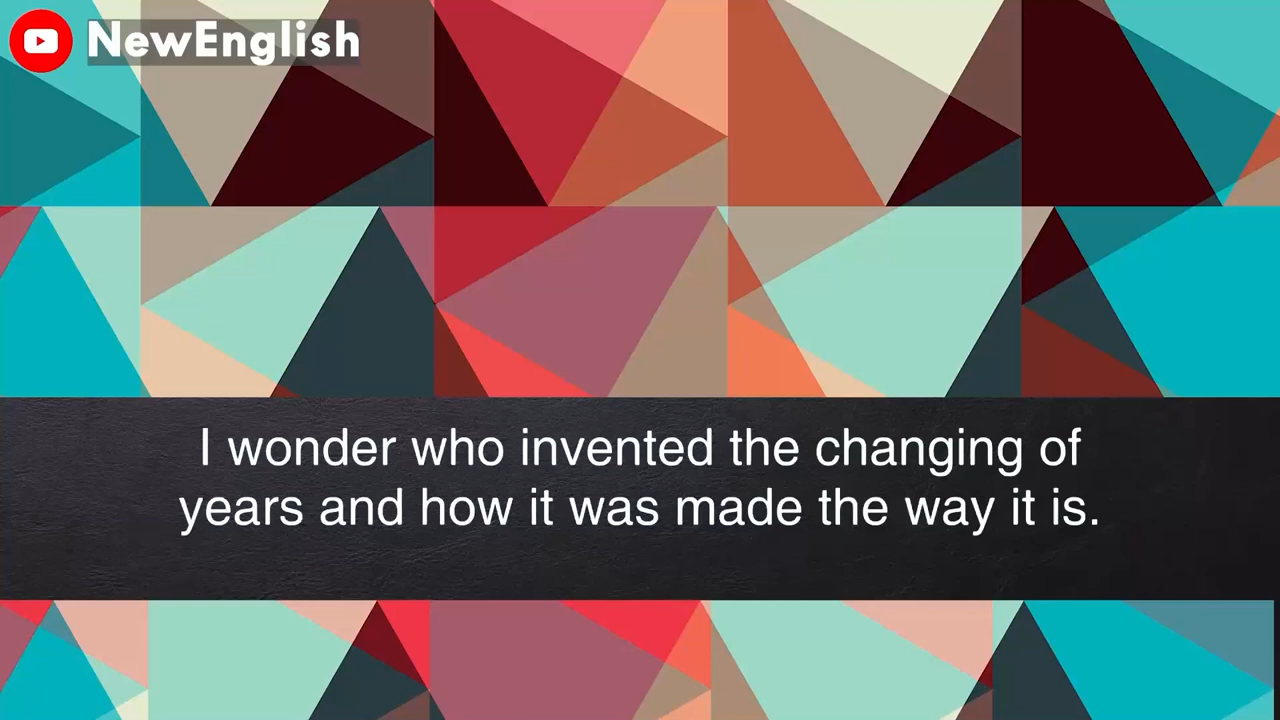 NewEnglish
I wonder who invented the changing of
years and how it was made the way it is.